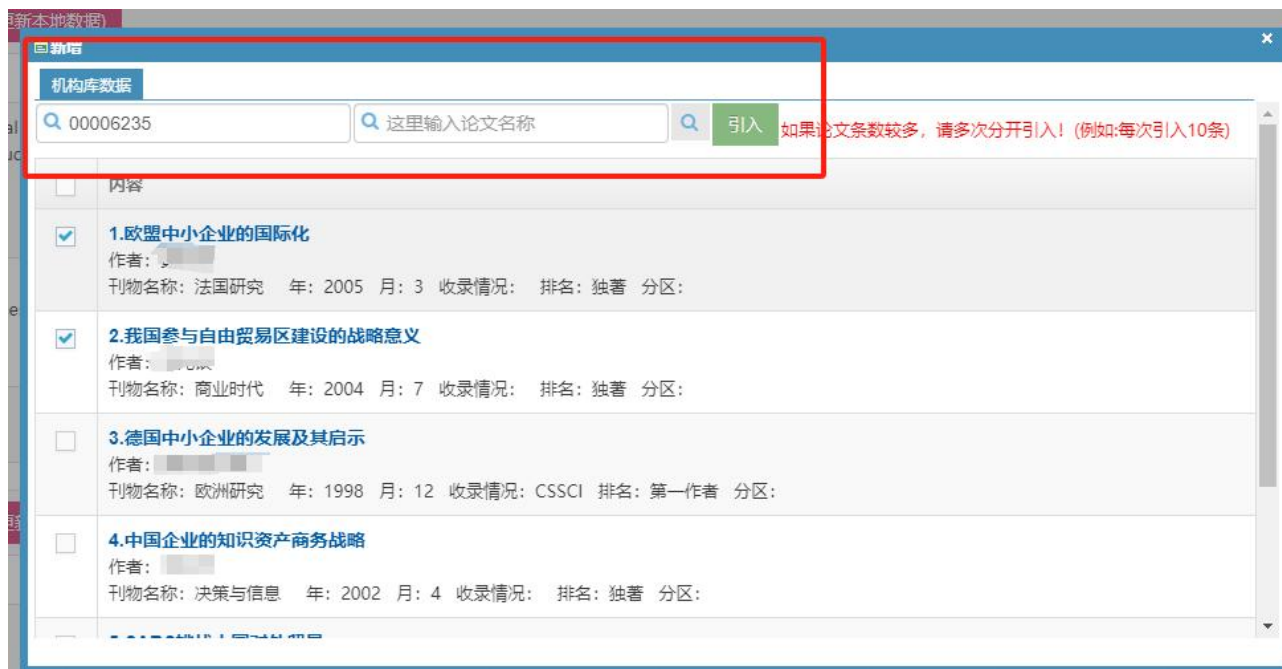 更新本地数据)
新增
×
机构库数据
00006235 这里输入论文名称 引入 如果论文条数较多，请多次分开引入！(例如:每次引入10条)
内容
1.欧盟中小企业的国际化
作者：
刊物名称：法国研究 年：2005 月：3 收录情况： 排名：独著 分区：
2.我国参与自由贸易区建设的战略意义
作者：
刊物名称：商业时代 年：2004 月：7 收录情况： 排名：独著 分区：
3.德国中小企业的发展及其启示
作者：
刊物名称：欧洲研究 年：1998 月：12 收录情况：CSSCI 排名：第一作者 分区：
4.中国企业的知识资产商务战略
作者：
刊物名称：决策与信息 年：2002 月：4 收录情况： 排名：独著 分区：